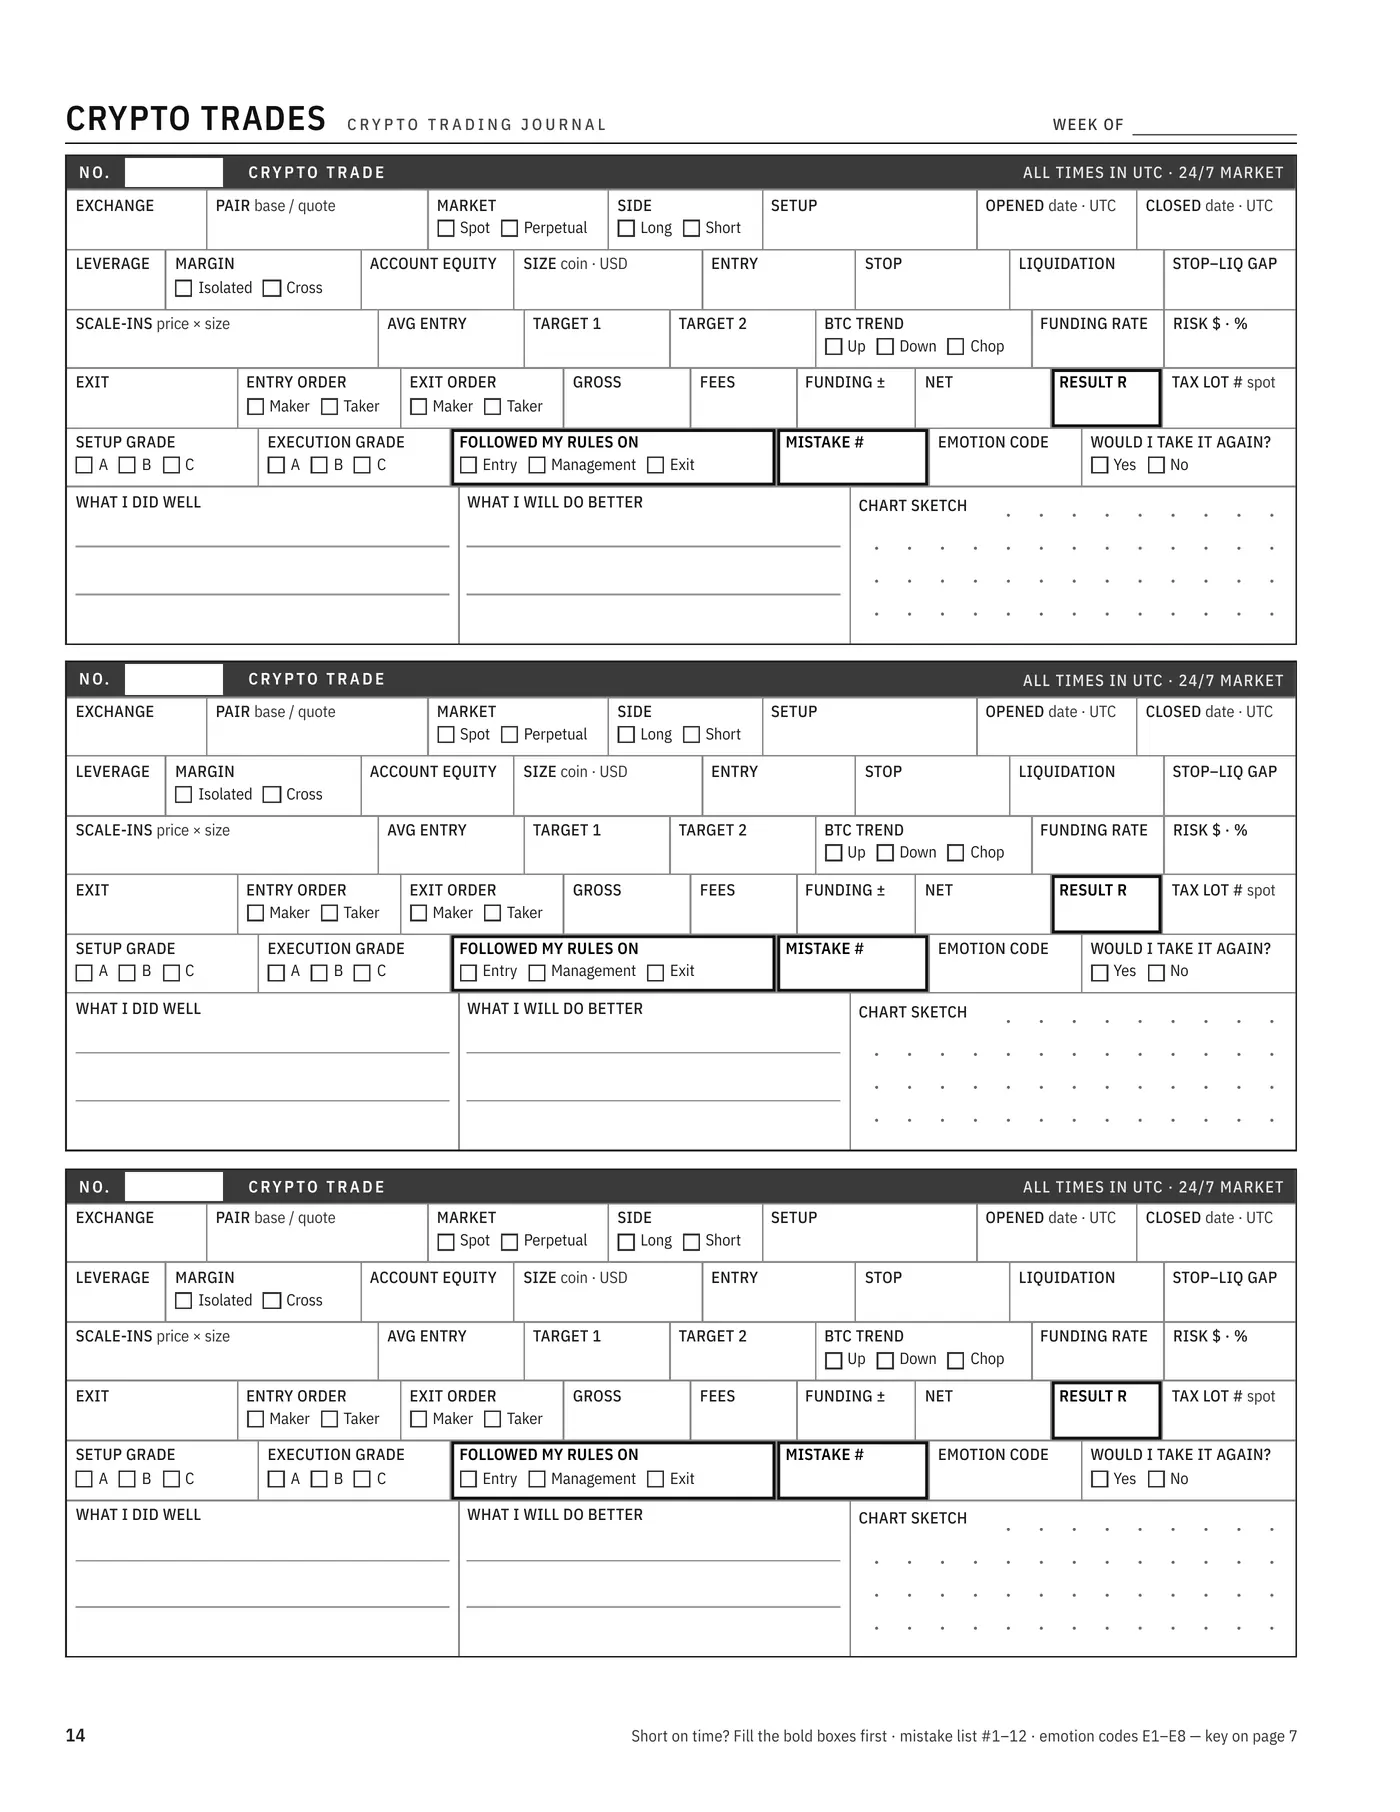 CRYPTO TRADES CRYPTO TRADING JOURNAL WEEK OF
NO. CRYPTO TRADE ALL TIMES IN UTC · 24/7 MARKET
EXCHANGE PAIR base / quote MARKET SIDE SETUP OPENED date · UTC CLOSED date · UTC
Spot Perpetual Long Short
LEVERAGE MARGIN ACCOUNT EQUITY SIZE coin · USD ENTRY STOP LIQUIDATION STOP–LIQ GAP
Isolated Cross
SCALE-INS price × size AVG ENTRY TARGET 1 TARGET 2 BTC TREND FUNDING RATE RISK $ · %
Up Down Chop
EXIT ENTRY ORDER EXIT ORDER GROSS FEES FUNDING ± NET RESULT R TAX LOT # spot
Maker Taker Maker Taker
SETUP GRADE EXECUTION GRADE FOLLOWED MY RULES ON MISTAKE # EMOTION CODE WOULD I TAKE IT AGAIN?
A B C A B C Entry Management Exit Yes No
WHAT I DID WELL WHAT I WILL DO BETTER CHART SKETCH
NO. CRYPTO TRADE ALL TIMES IN UTC · 24/7 MARKET
EXCHANGE PAIR base / quote MARKET SIDE SETUP OPENED date · UTC CLOSED date · UTC
Spot Perpetual Long Short
LEVERAGE MARGIN ACCOUNT EQUITY SIZE coin · USD ENTRY STOP LIQUIDATION STOP–LIQ GAP
Isolated Cross
SCALE-INS price × size AVG ENTRY TARGET 1 TARGET 2 BTC TREND FUNDING RATE RISK $ · %
Up Down Chop
EXIT ENTRY ORDER EXIT ORDER GROSS FEES FUNDING ± NET RESULT R TAX LOT # spot
Maker Taker Maker Taker
SETUP GRADE EXECUTION GRADE FOLLOWED MY RULES ON MISTAKE # EMOTION CODE WOULD I TAKE IT AGAIN?
A B C A B C Entry Management Exit Yes No
WHAT I DID WELL WHAT I WILL DO BETTER CHART SKETCH
NO. CRYPTO TRADE ALL TIMES IN UTC · 24/7 MARKET
EXCHANGE PAIR base / quote MARKET SIDE SETUP OPENED date · UTC CLOSED date · UTC
Spot Perpetual Long Short
LEVERAGE MARGIN ACCOUNT EQUITY SIZE coin · USD ENTRY STOP LIQUIDATION STOP–LIQ GAP
Isolated Cross
SCALE-INS price × size AVG ENTRY TARGET 1 TARGET 2 BTC TREND FUNDING RATE RISK $ · %
Up Down Chop
EXIT ENTRY ORDER EXIT ORDER GROSS FEES FUNDING ± NET RESULT R TAX LOT # spot
Maker Taker Maker Taker
SETUP GRADE EXECUTION GRADE FOLLOWED MY RULES ON MISTAKE # EMOTION CODE WOULD I TAKE IT AGAIN?
A B C A B C Entry Management Exit Yes No
WHAT I DID WELL WHAT I WILL DO BETTER CHART SKETCH
14 Short on time? Fill the bold boxes first · mistake list #1–12 · emotion codes E1–E8 — key on page 7